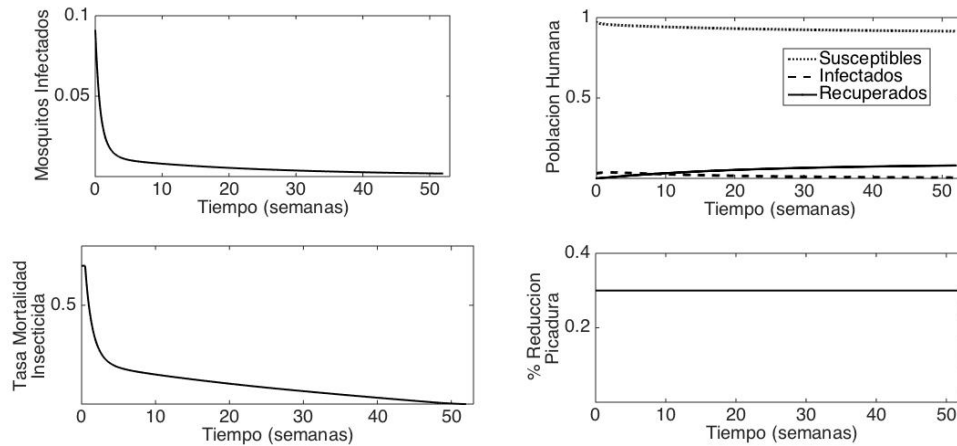 0.1
0.05
Mosquitos Infectados
0 10 20 30 40 50
Tiempo (semanas)
1
0.5
0
Poblacion Humana
Susceptibles
Infectados
Recuperados
0 10 20 30 40 50
Tiempo (semanas)
0.5
Tasa Mortalidad
Insecticida
0 10 20 30 40 50
Tiempo (semanas)
0.4
0.2
% Reduccion
Picadura
0 10 20 30 40 50
Tiempo (semanas)